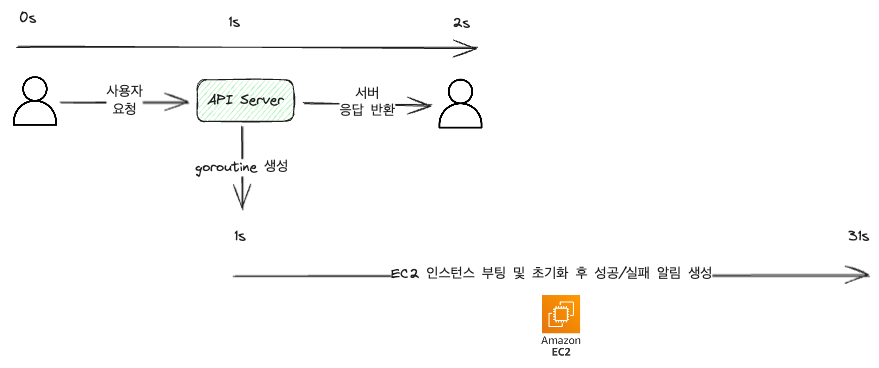 0s
1s
2s
사용자
요청
API Server
서버
응답 반환
goroutine 생성
1s
31s
EC2 인스턴스 부팅 및 초기화 후 성공/실패 알림 생성
Amazon
EC2